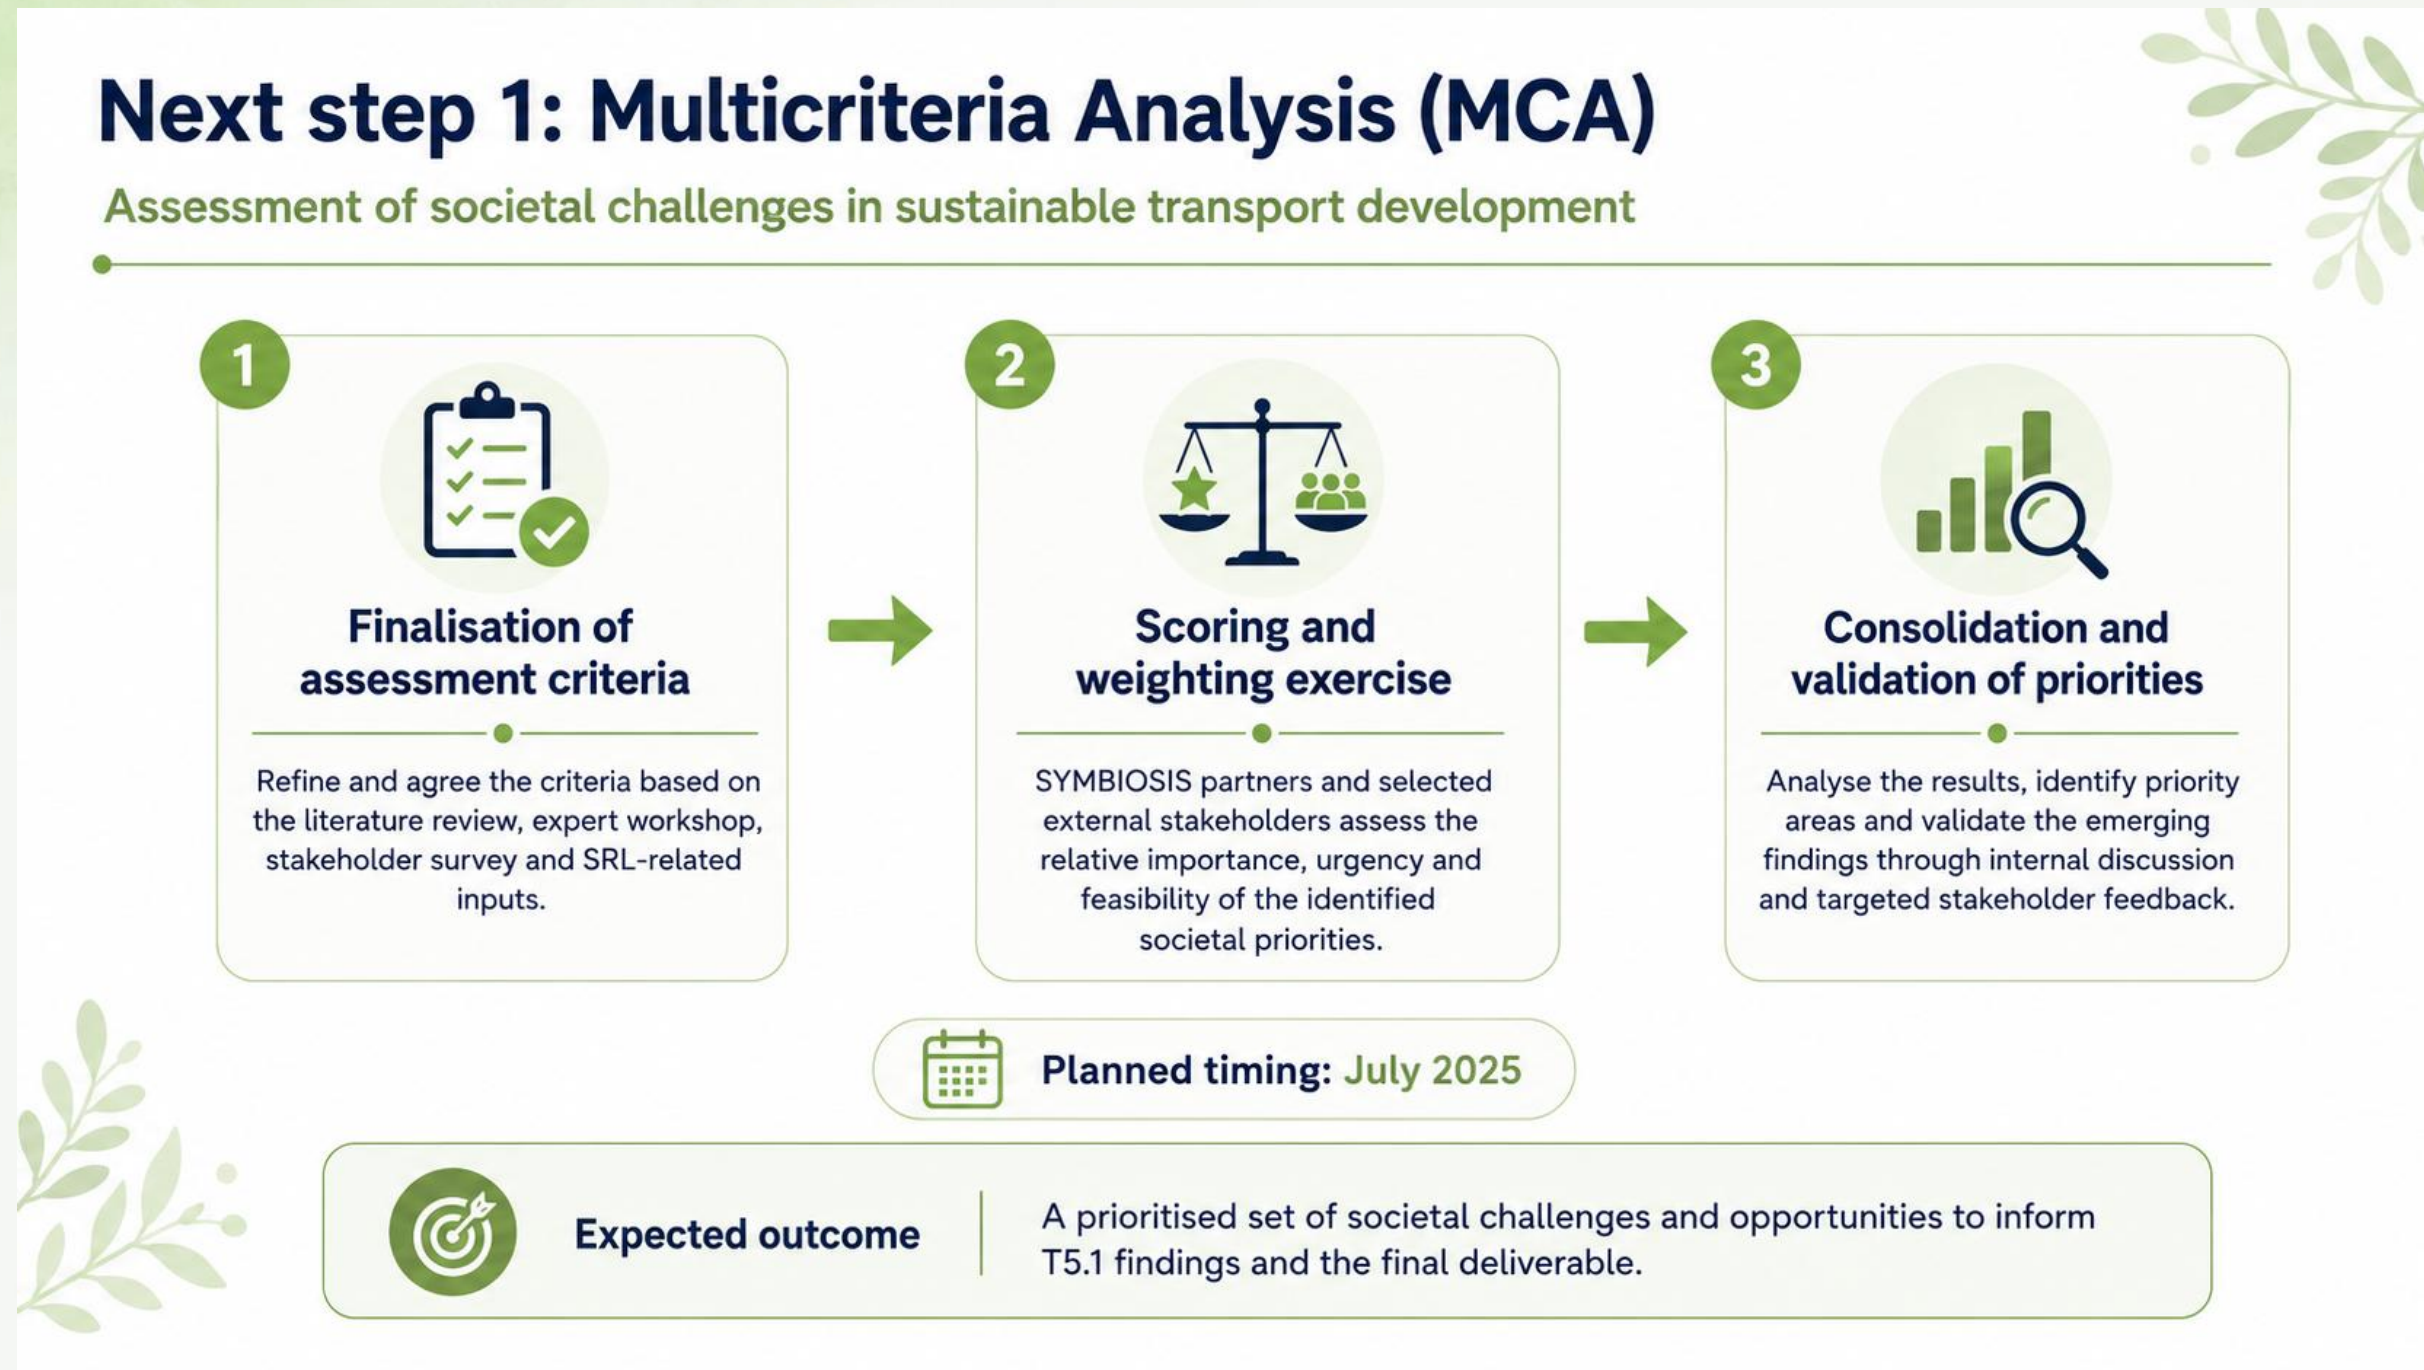 Next step 1: Multicriteria Analysis (MCA)
Assessment of societal challenges in sustainable transport development
1
Finalisation of
assessment criteria
Refine and agree the criteria based on
the literature review, expert workshop,
stakeholder survey and SRL-related
inputs.
2
Scoring and
weighting exercise
SYMBIOSIS partners and selected
external stakeholders assess the
relative importance, urgency and
feasibility of the identified
societal priorities.
3
Consolidation and
validation of priorities
Analyse the results, identify priority
areas and validate the emerging
findings through internal discussion
and targeted stakeholder feedback.
Planned timing: July 2025
Expected outcome
A prioritised set of societal challenges and opportunities to inform
T5.1 findings and the final deliverable.